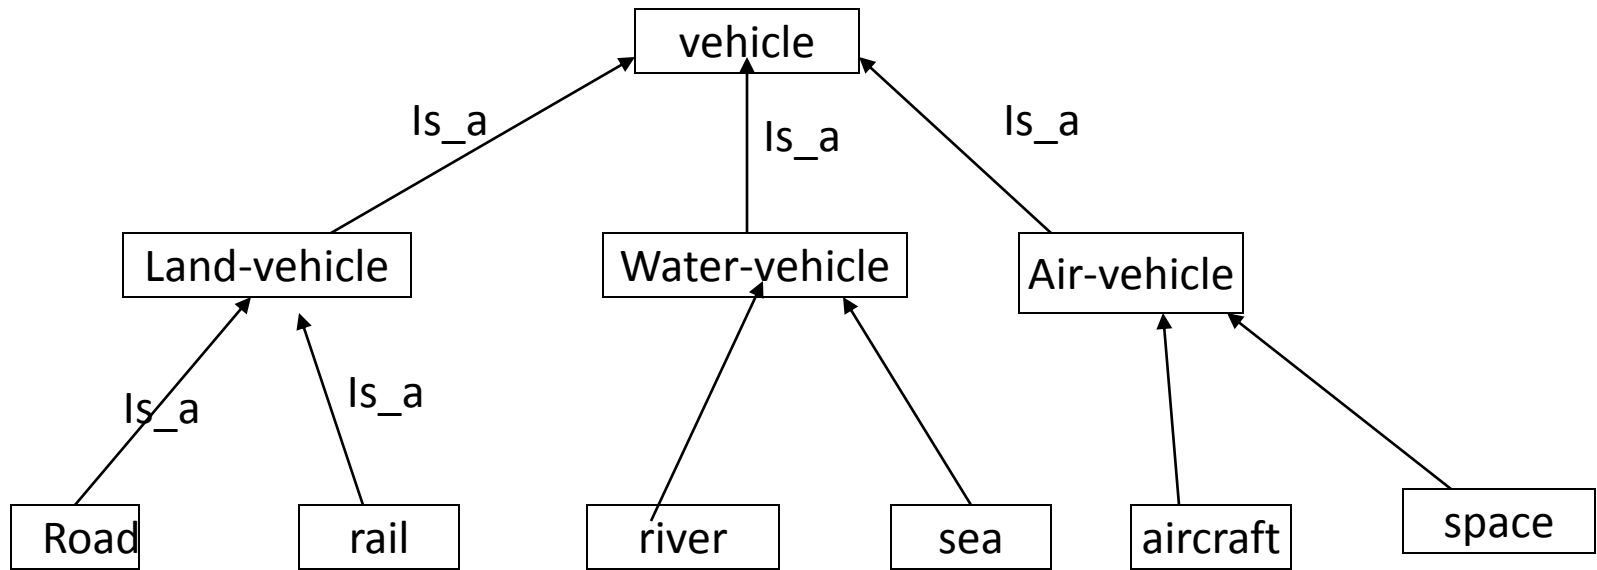 vehicle
Is_a
Is_a
Is_a
Land-vehicle
Water-vehicle
Air-vehicle
Is_a
Is_a
Road
rail
river
sea
aircraft
space